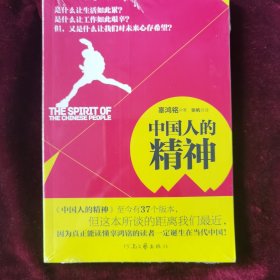 是什么让生活如此累？
是什么让工作如此艰辛？
但，又是什么让我们对未来心存希望？
THE SPIRIT OF
THE CHINESE PEOPLE
辜鸿铭
中国人的
精神
《中国人的精神》至今有37个版本，
但这本所谈的距离我们最近，
因为真正能读懂辜鸿铭的读者一定诞生在当代中国！